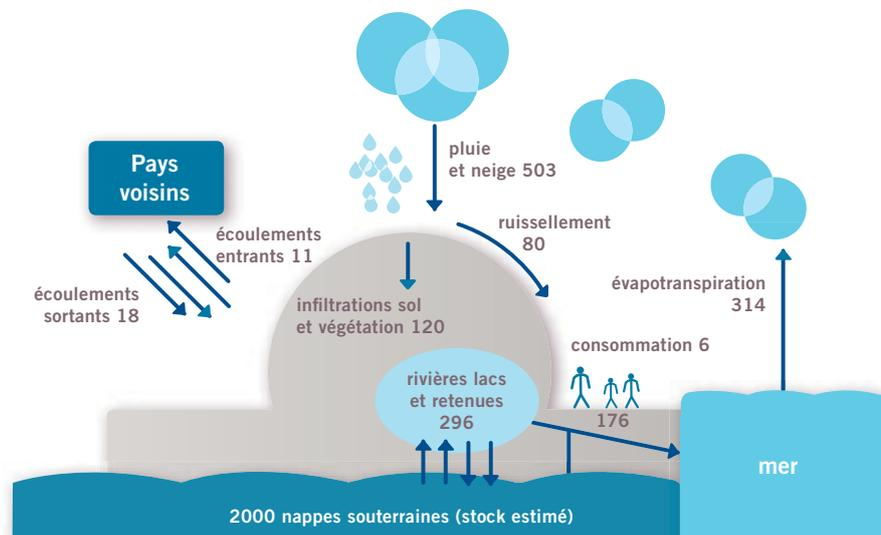 pluie
et neige 503
Pays
voisins
ruissellement
80
écoulements
entrants 11
évapotranspiration
314
écoulements
sortants 18
infiltrations sol
et végétation 120
consommation 6
rivières lacs
et retenues
296
176
mer
2000 nappes souterraines (stock estimé)